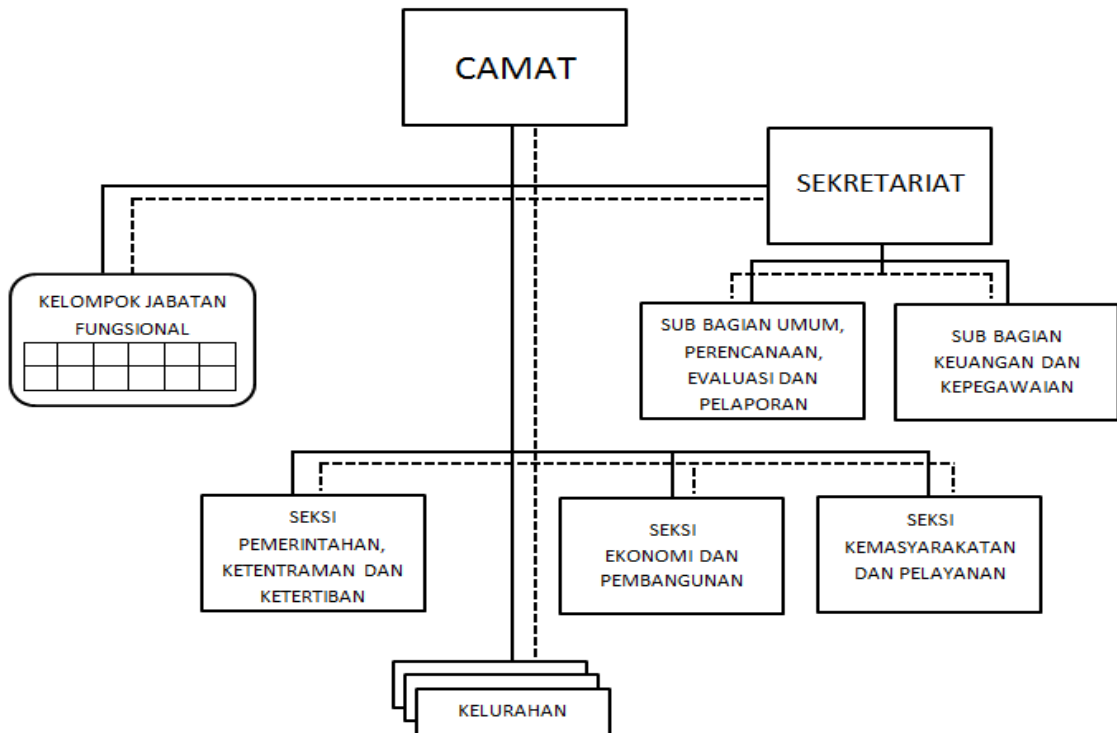 CAMAT
SEKRETARIAT
KELOMPOK JABATAN
FUNGSIONAL
SUB BAGIAN UMUM,
PERENCANAAN,
EVALUASI DAN
PELAPORAN
SUB BAGIAN
KEUANGAN DAN
KEPEGAWAIAN
SEKSI
PEMERINTAHAN,
KETENTRAMAN DAN
KETERTIBAN
SEKSI
EKONOMI DAN
PEMBANGUNAN
SEKSI
KEMASYARAKATAN
DAN PELAYANAN
KELURAHAN